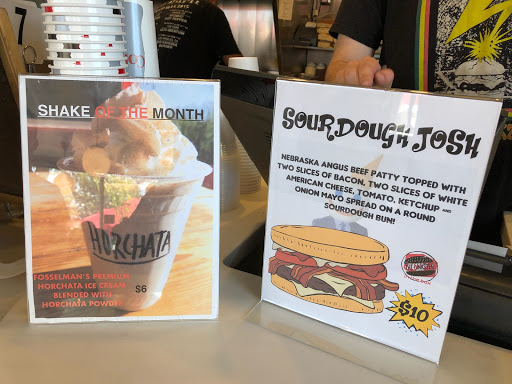 SHAKE OF THE MONTH
HORCHATA
FOSSELMAN'S PREMIUM
HORCHATA ICE CREAM
BLENDED WITH
HORCHATA POWDER
$6
SOURDOUGH JOSH
NEBRASKA ANGUS BEEF PATTY TOPPED WITH
TWO SLICES OF BACON, TWO SLICES OF WHITE
AMERICAN CHEESE, TOMATO, KETCHUP AND
ONION MAYO SPREAD ON A ROUND
SOURDOUGH BUN!
$10
7